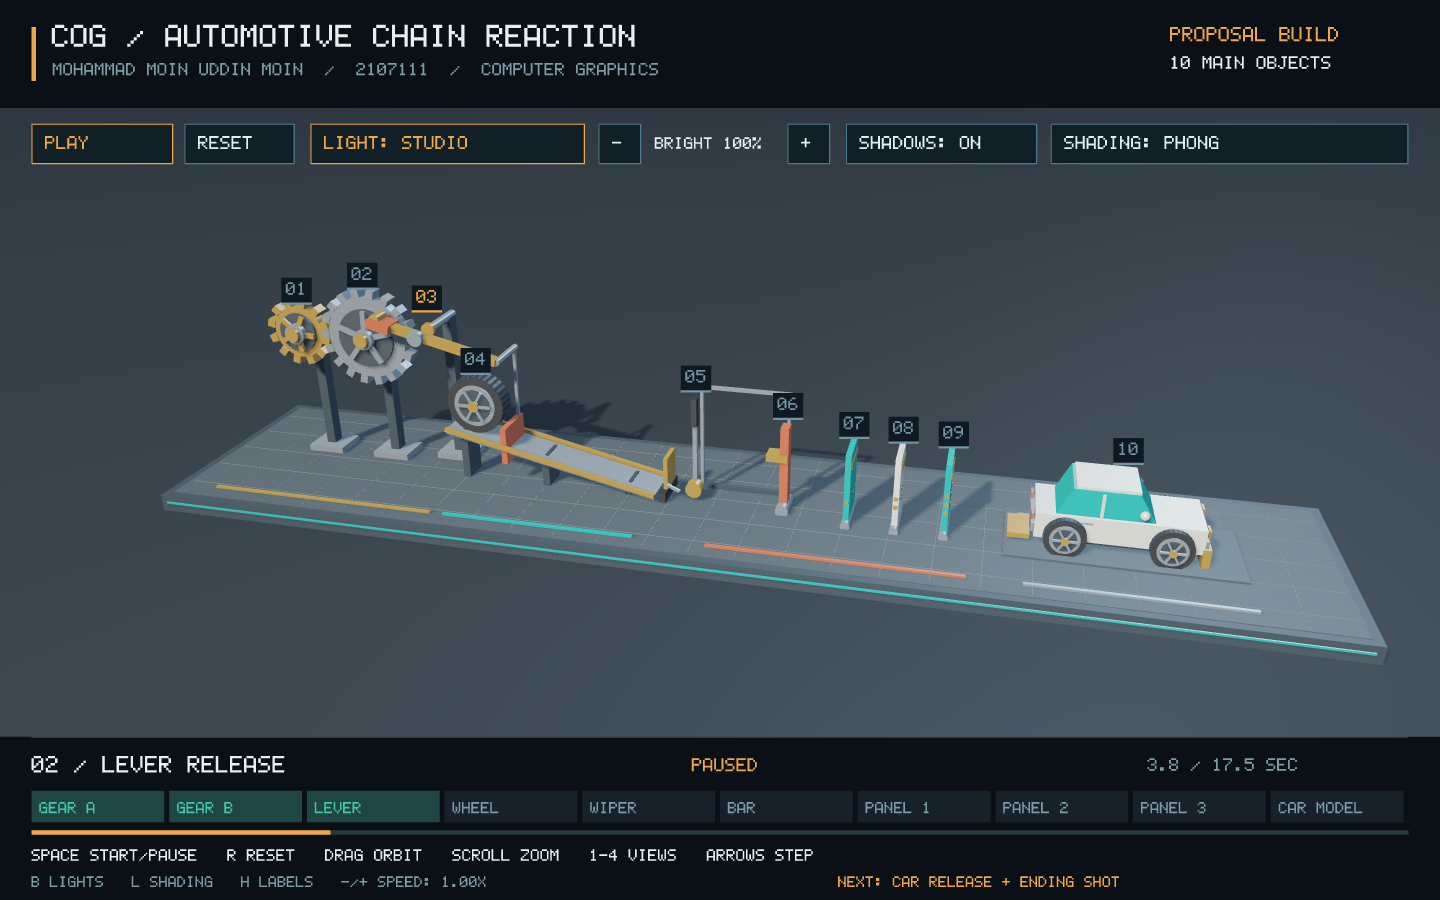 COG / AUTOMOTIVE CHAIN REACTION
MOHAMMAD MOIN UDDIN MOIN / 2107111 / COMPUTER GRAPHICS
PROPOSAL BUILD
10 MAIN OBJECTS
PLAY
RESET
LIGHT: STUDIO
-
BRIGHT 100%
+
SHADOWS: ON
SHADING: PHONG
01
02
03
04
05
06
07
08
09
10
02 / LEVER RELEASE
PAUSED
3.8 / 17.5 SEC
GEAR A
GEAR B
LEVER
WHEEL
WIPER
BAR
PANEL 1
PANEL 2
PANEL 3
CAR MODEL
SPACE START/PAUSE R RESET DRAG ORBIT SCROLL ZOOM 1-4 VIEWS ARROWS STEP
B LIGHTS L SHADING H LABELS -/+ SPEED: 1.00X
NEXT: CAR RELEASE + ENDING SHOT